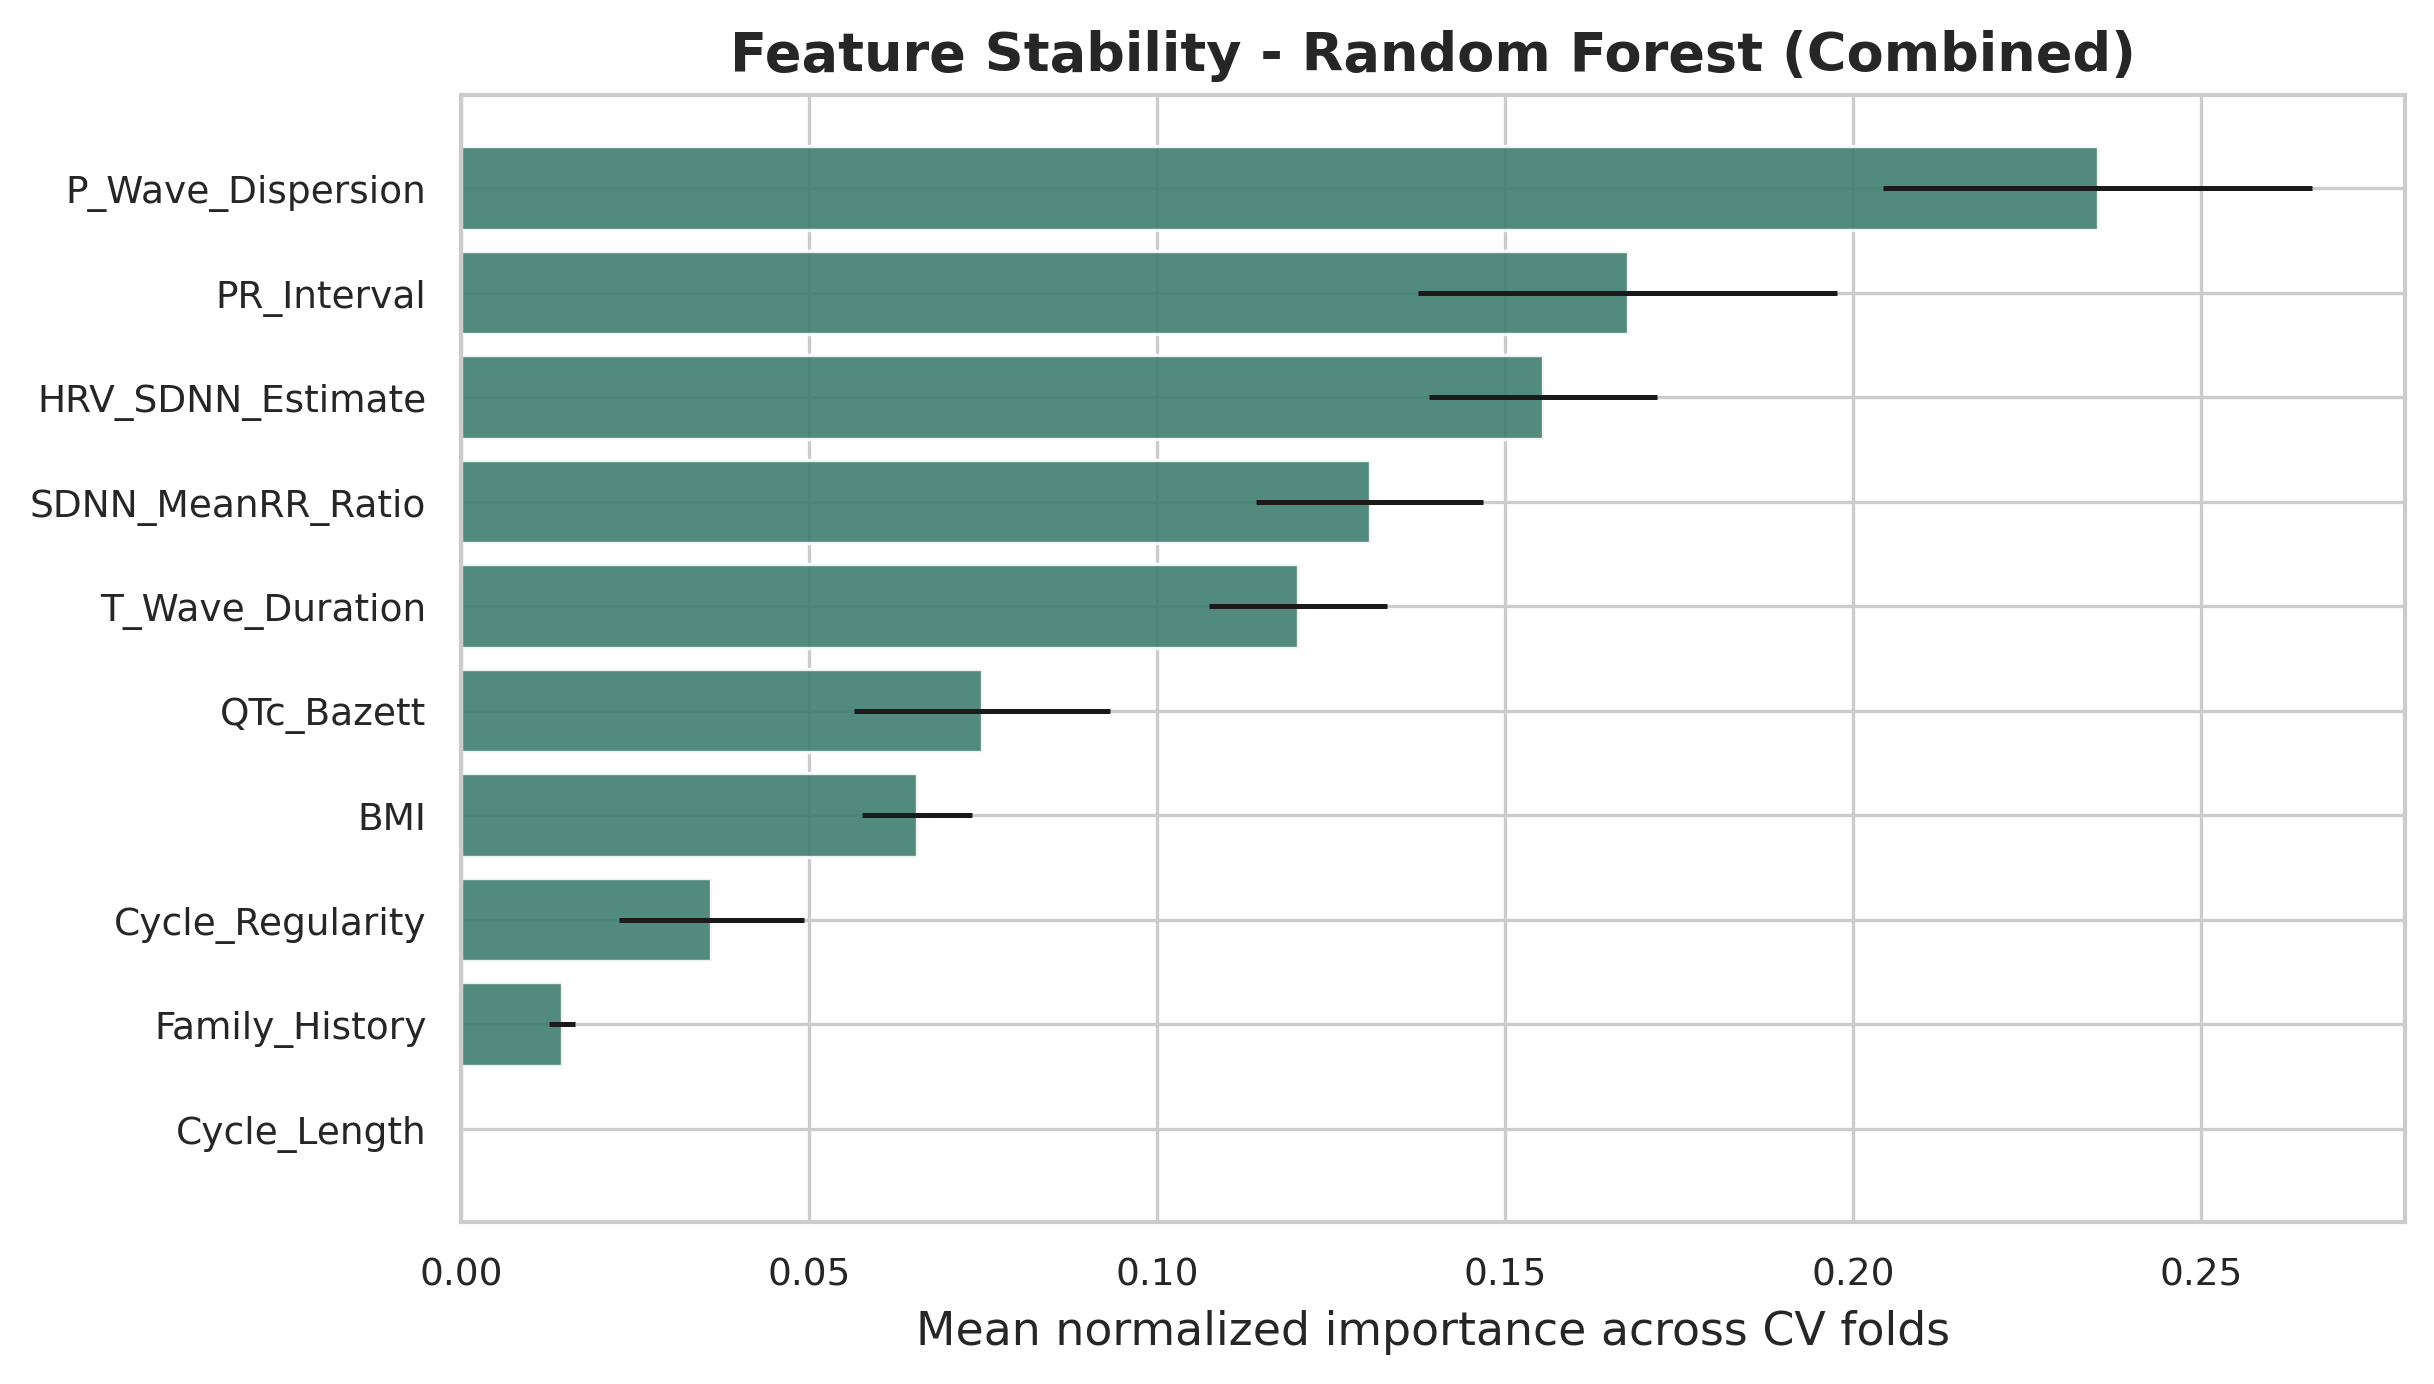 Feature Stability - Random Forest (Combined)
P_Wave_Dispersion
PR_Interval
HRV_SDNN_Estimate
SDNN_MeanRR_Ratio
T_Wave_Duration
QTc_Bazett
BMI
Cycle_Regularity
Family_History
Cycle_Length
0.00 0.05 0.10 0.15 0.20 0.25
Mean normalized importance across CV folds